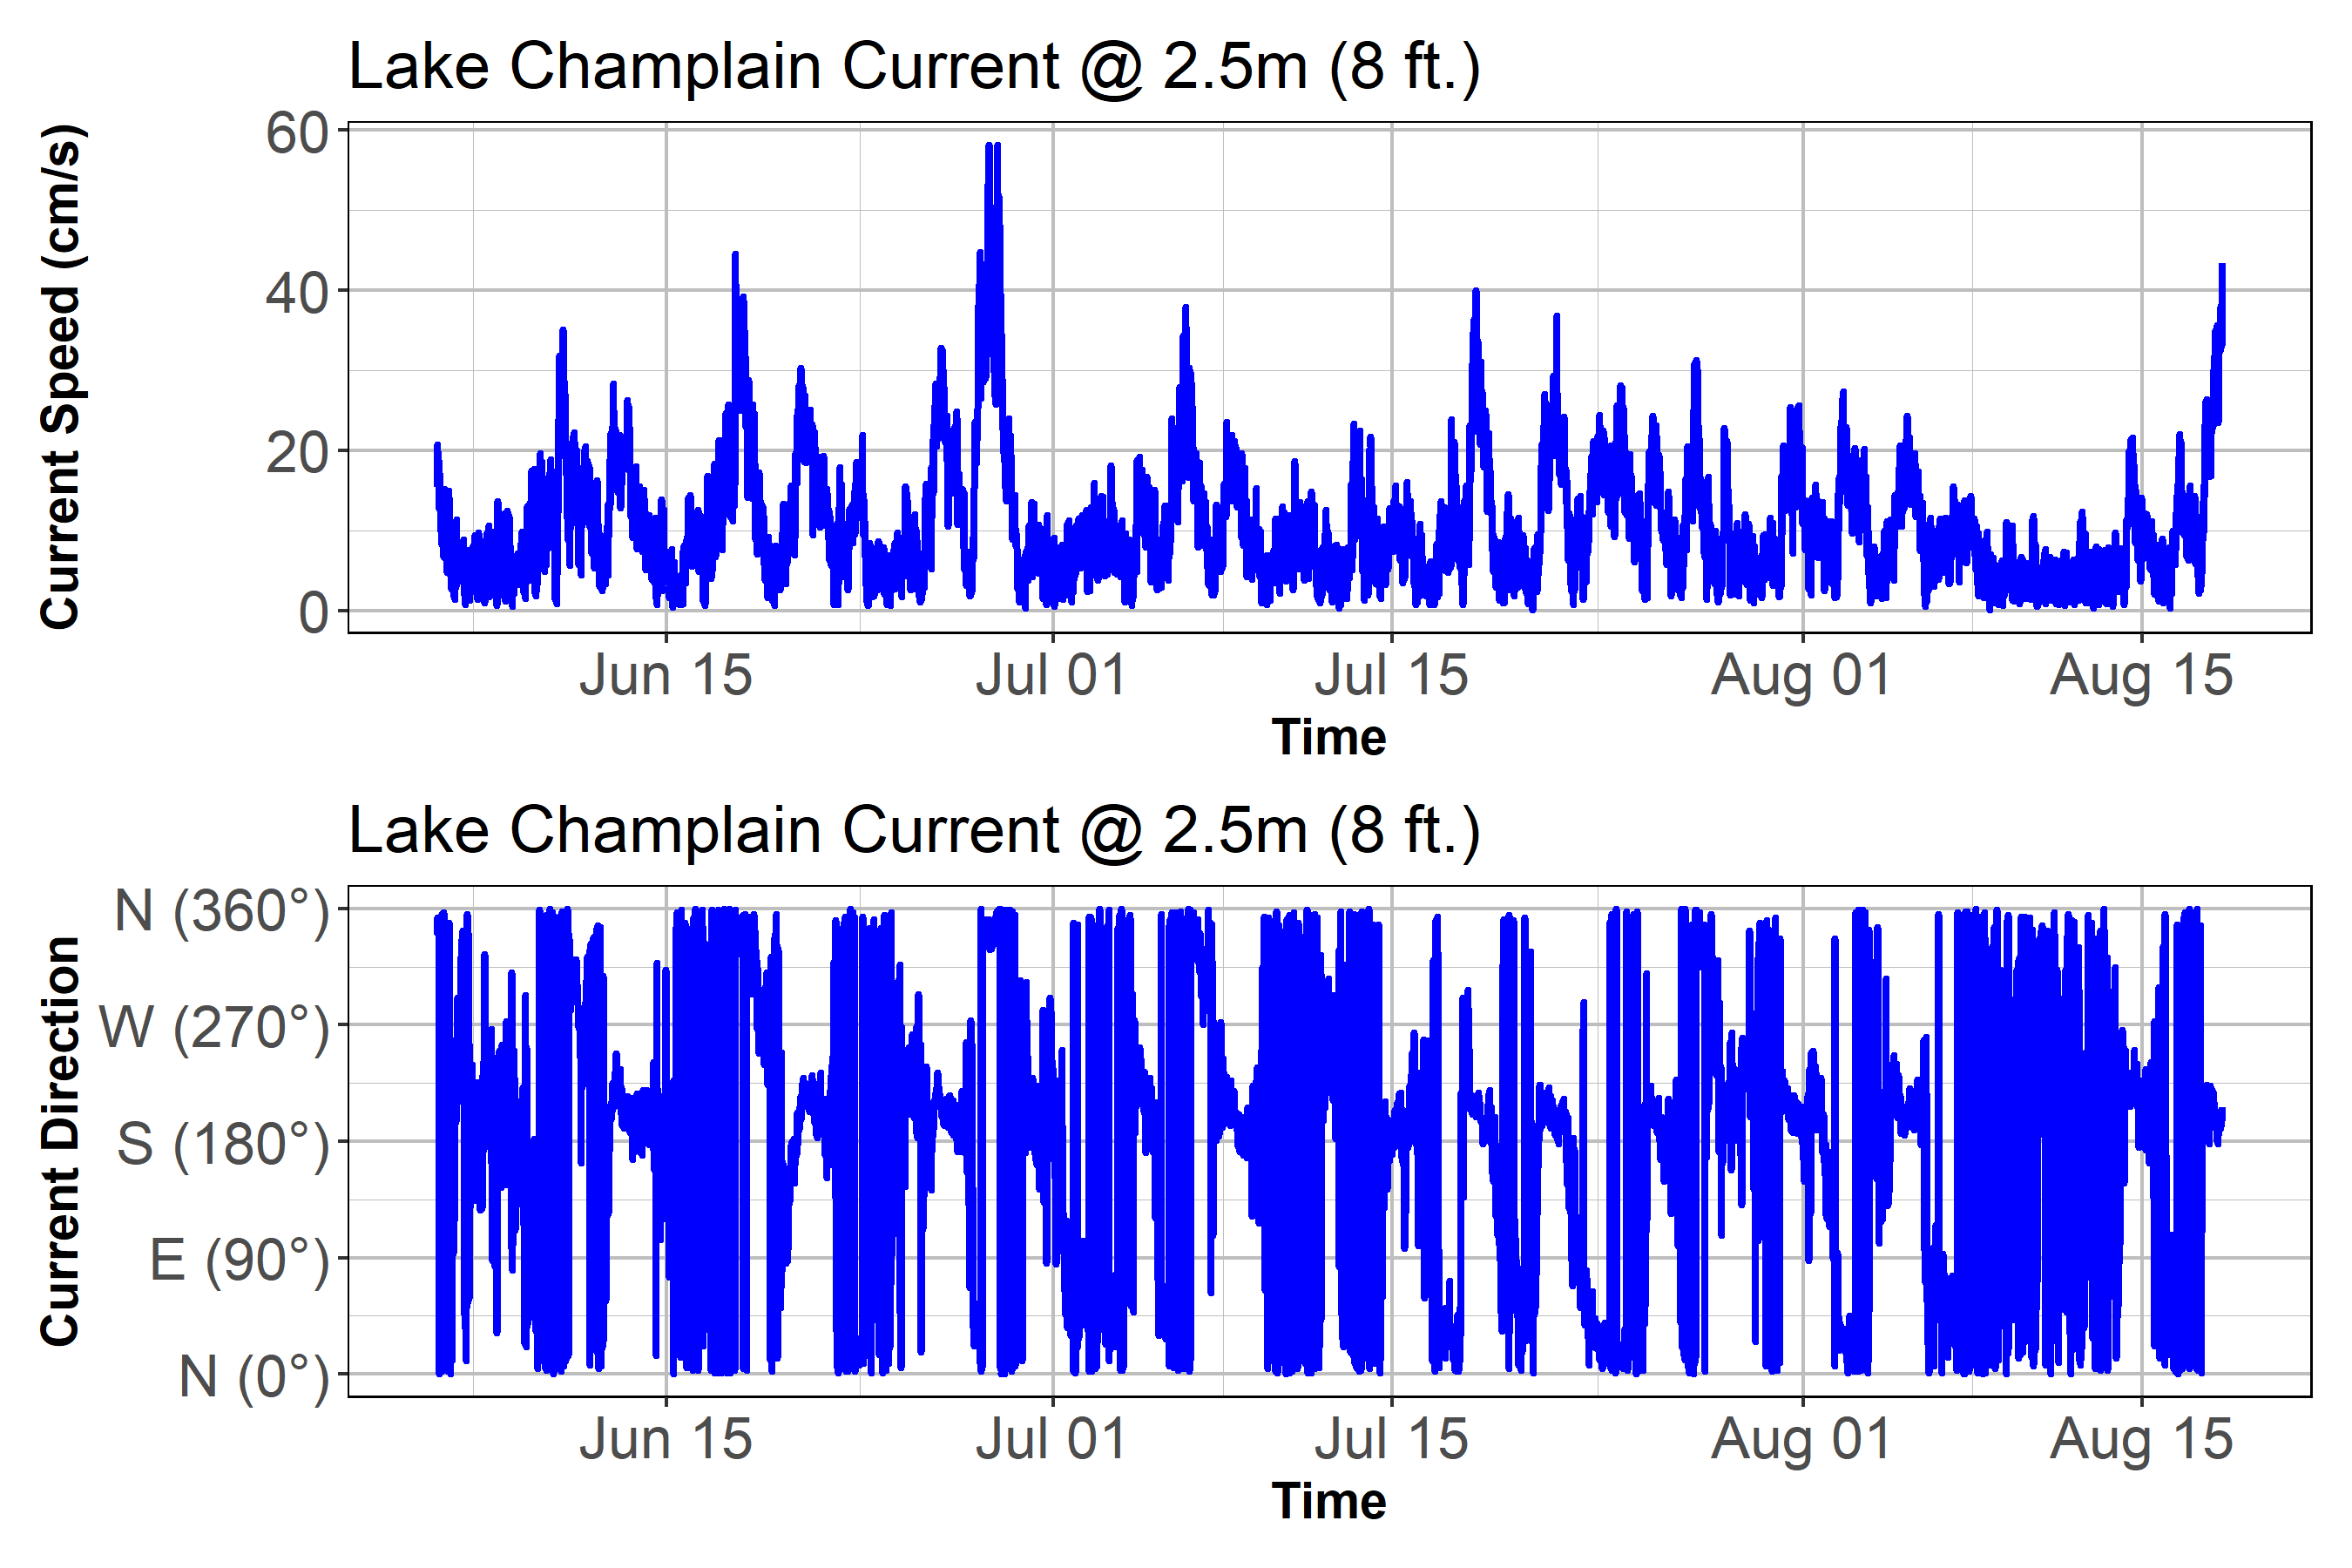 Lake Champlain Current @ 2.5m (8 ft.)
Current Speed (cm/s)
60
40
20
0
Jun 15 Jul 01 Jul 15 Aug 01 Aug 15
Time
Lake Champlain Current @ 2.5m (8 ft.)
Current Direction
N (360°)
W (270°)
S (180°)
E (90°)
N (0°)
Jun 15 Jul 01 Jul 15 Aug 01 Aug 15
Time